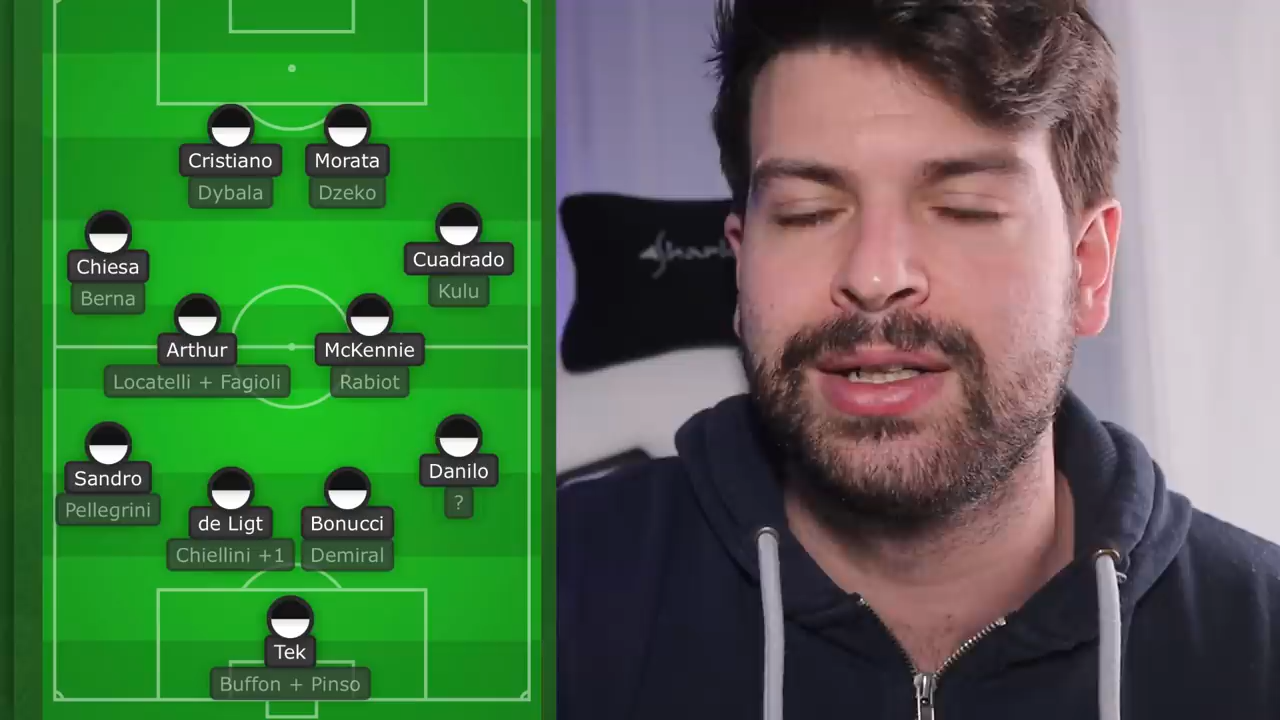 Cristiano
Dybala
Morata
Dzeko
Chiesa
Berna
Cuadrado
Kulu
Arthur
Locatelli + Fagioli
McKennie
Rabiot
Sandro
Pellegrini
Danilo
?
de Ligt
Chiellini +1
Bonucci
Demiral
Tek
Buffon + Pinso